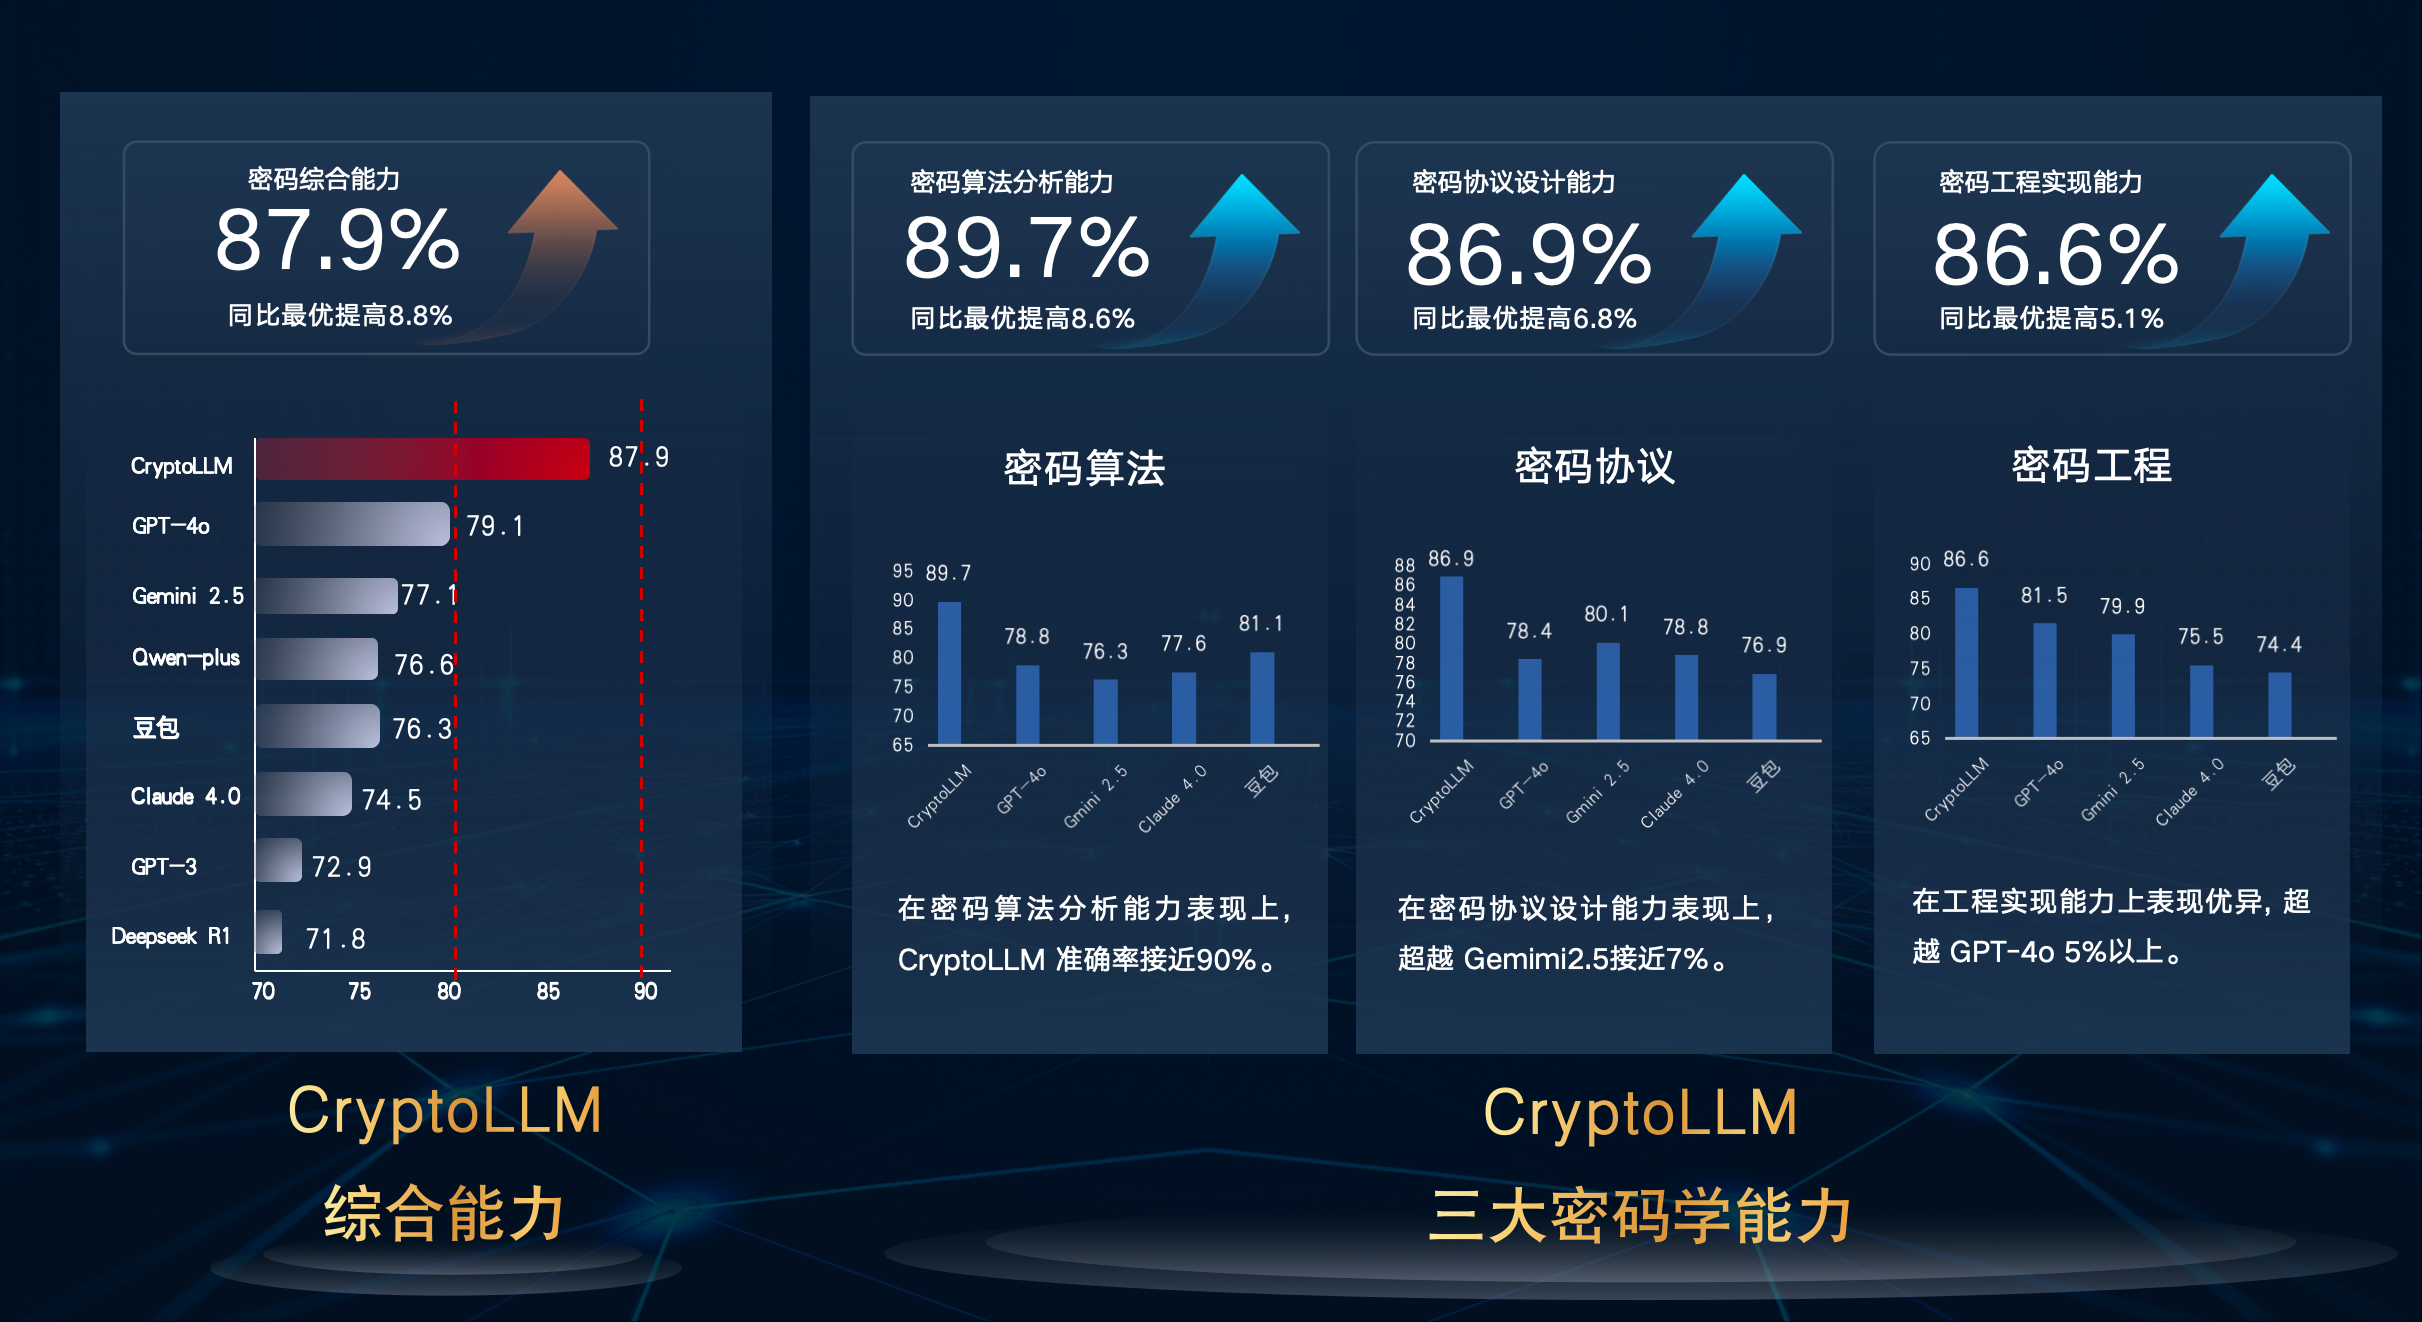 密码综合能力
87.9%
同比最优提高8.8%
CryptoLLM 87.9
GPT-4o 79.1
Gemini 2.5 77.1
Qwen-plus 76.6
豆包 76.3
Claude 4.0 74.5
GPT-3 72.9
Deepseek R1 71.8
70 75 80 85 90
CryptoLLM
综合能力
密码算法分析能力
89.7%
同比最优提高8.6%
密码协议设计能力
86.9%
同比最优提高6.8%
密码工程实现能力
86.6%
同比最优提高5.1%
密码算法
95
90
85
80
75
70
65
89.7
78.8
76.3
77.6
81.1
CryptoLLM
GPT-4o
Gmini 2.5
Claude 4.0
豆包
在密码算法分析能力表现上,
CryptoLLM 准确率接近90%。
密码协议
88
86
84
82
80
78
76
74
72
70
86.9
78.4
80.1
78.8
76.9
CryptoLLM
GPT-4o
Gmini 2.5
Claude 4.0
豆包
在密码协议设计能力表现上,
超越 Gemimi2.5接近7%。
密码工程
90
85
80
75
70
65
86.6
81.5
79.9
75.5
74.4
CryptoLLM
GPT-4o
Gmini 2.5
Claude 4.0
豆包
在工程实现能力上表现优异, 超
越 GPT-4o 5%以上。
CryptoLLM
三大密码学能力